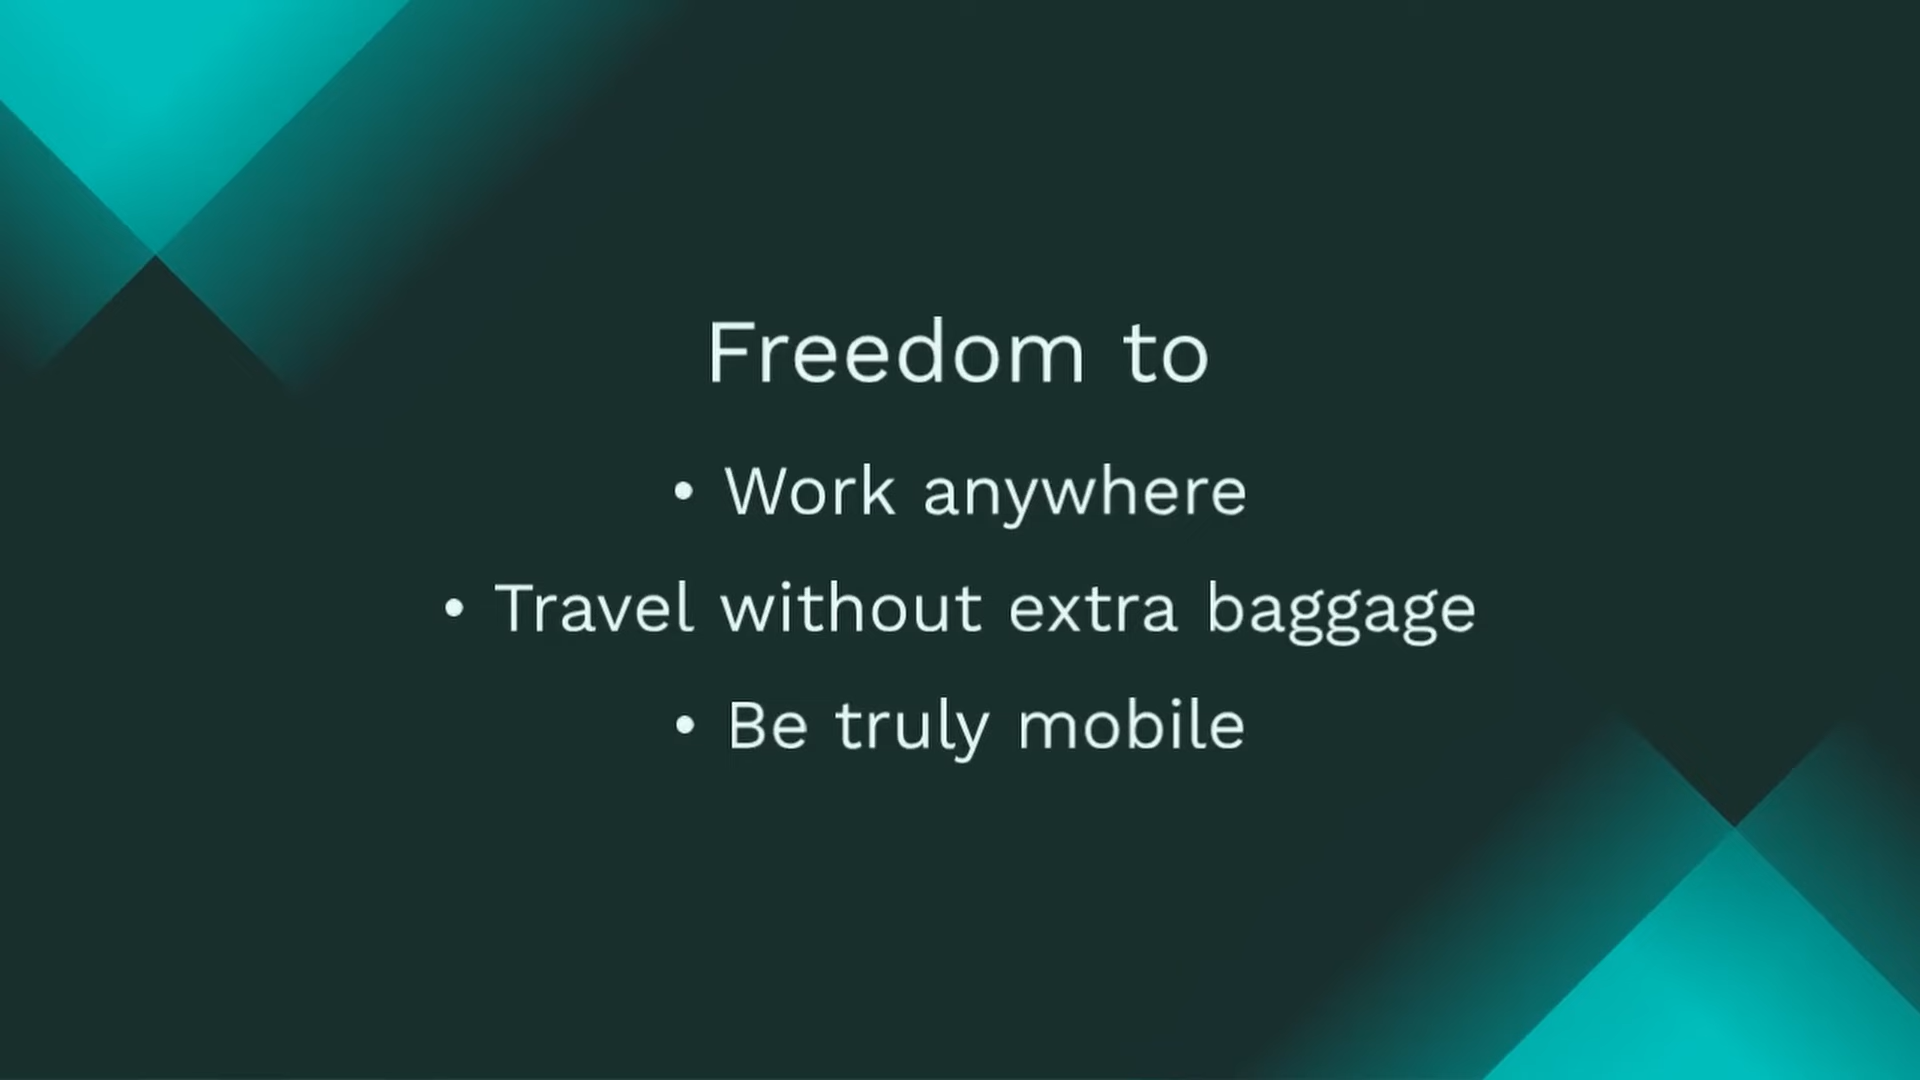 Freedom to
• Work anywhere
• Travel without extra baggage
• Be truly mobile